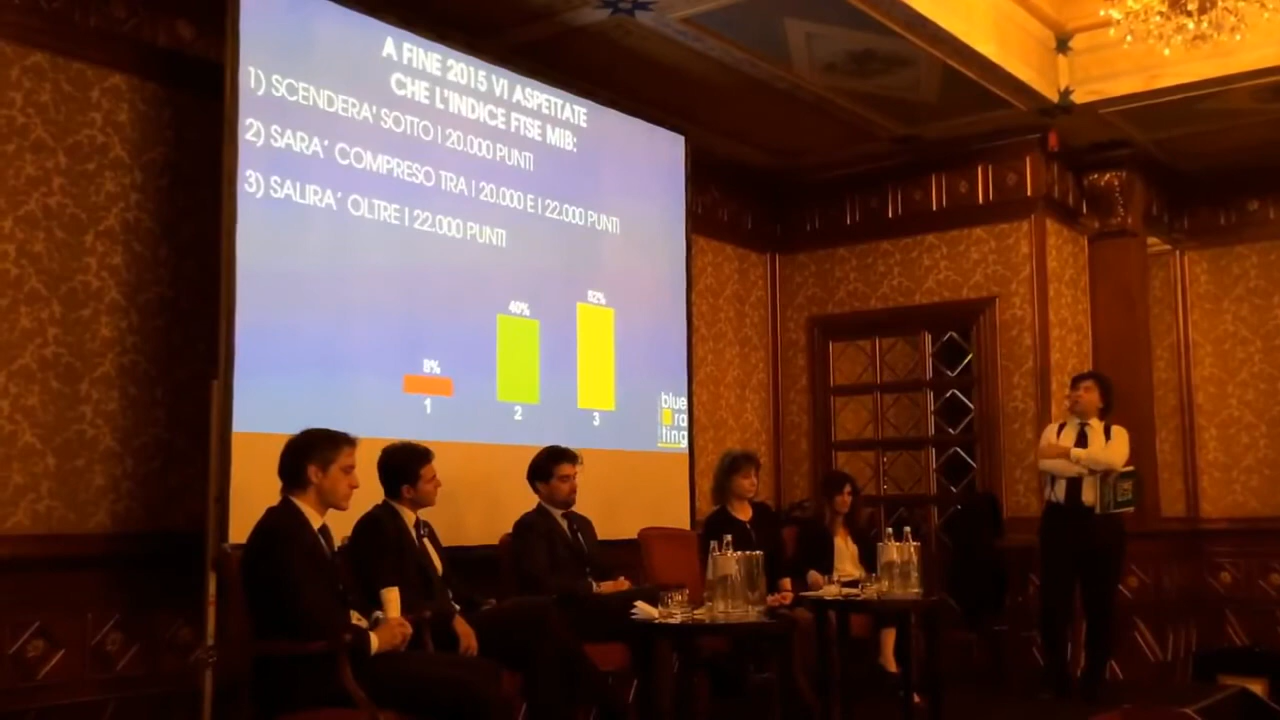 A FINE 2015 VI ASPETTATE
CHE L'INDICE FTSE MIB:
1) SCENDERA' SOTTO I 20.000 PUNTI
2) SARA' COMPRESO TRA I 20.000 E I 22.000 PUNTI
3) SALIRA' OLTRE I 22.000 PUNTI
8%
40%
52%
1
2
3
blue
ra
ting